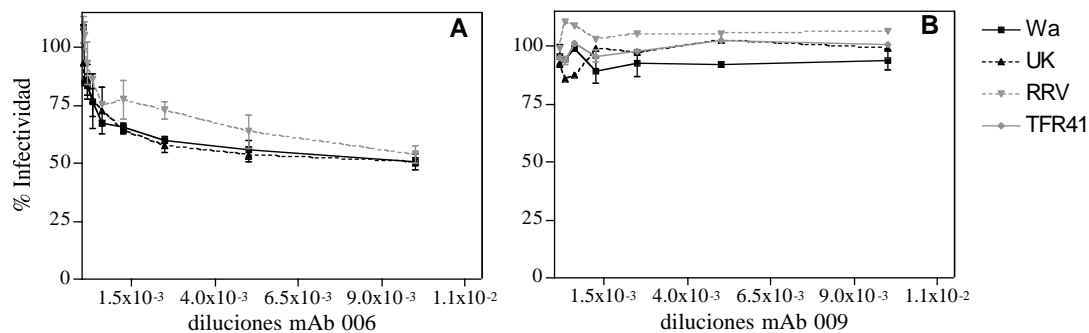 A
B
% Infectividad
100
75
50
25
0
1.5x10-3
4.0x10-3
6.5x10-3
9.0x10-3
1.1x10-2
diluciones mAb 006
100
75
50
25
0
1.5x10-3
4.0x10-3
6.5x10-3
9.0x10-3
1.1x10-2
diluciones mAb 009
Wa
UK
RRV
TFR41